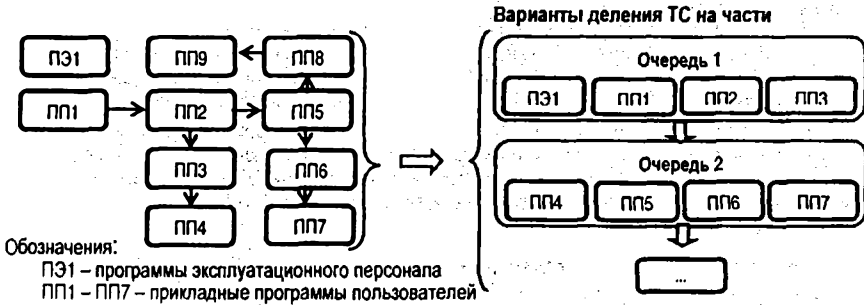 Варианты деления ТС на части
ПЭ1 ПП9 ПП8
ПП1 ПП2 ПП5
ПП3 ПП6
ПП4 ПП7
Очередь 1
ПЭ1 ПП1 ПП2 ПП3
Очередь 2
ПП4 ПП5 ПП6 ПП7
...
Обозначения:
ПЭ1 – программы эксплуатационного персонала
ПП1 – ПП7 – прикладные программы пользователей